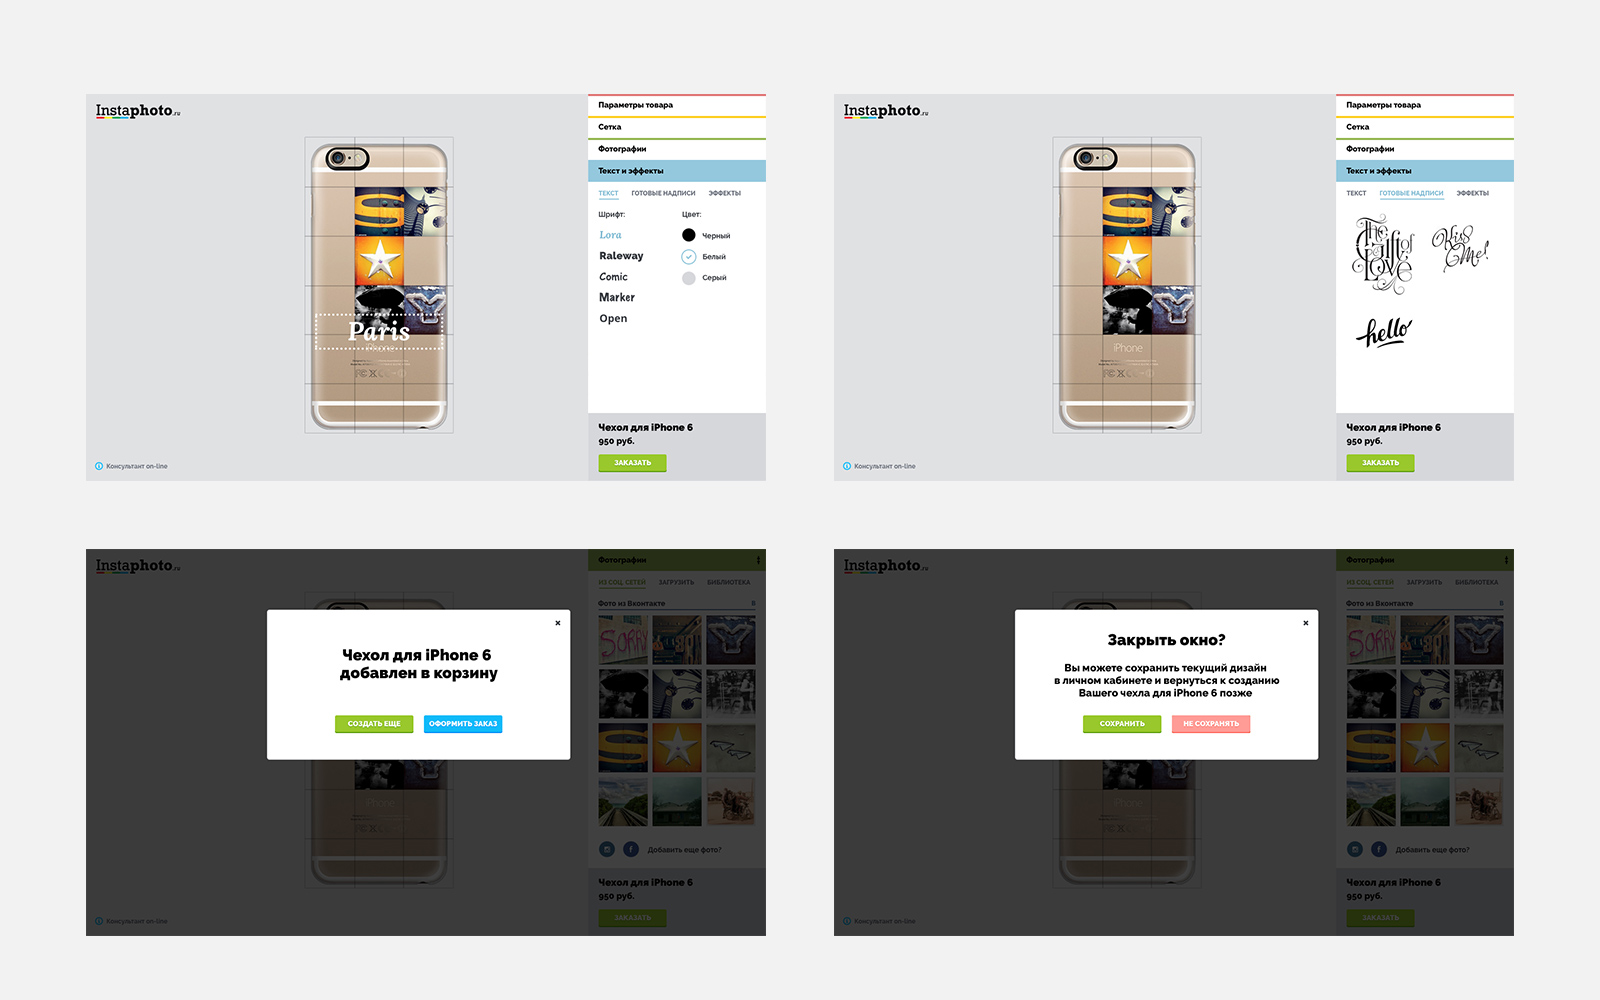 Instaphoto.ru
Параметры товара
Сетка
Фотографии
Текст и эффекты
ТЕКСТ ГОТОВЫЕ НАДПИСИ ЭФФЕКТЫ
Шрифт: Цвет:
Lora Черный
Raleway Белый
Comic Серый
Marker
Open
S
Paris
iPhone
Чехол для iPhone 6
950 руб.
ЗАКАЗАТЬ
Консультант on-line
Instaphoto.ru
Параметры товара
Сетка
Фотографии
Текст и эффекты
ТЕКСТ ГОТОВЫЕ НАДПИСИ ЭФФЕКТЫ
The Gift of Love
Kiss Me!
hello
S
iPhone
Чехол для iPhone 6
950 руб.
ЗАКАЗАТЬ
Консультант on-line
Instaphoto.ru
Фотографии
ИЗ СОЦ. СЕТЕЙ ЗАГРУЗИТЬ БИБЛИОТЕКА
Фото из Вконтакте
SORRY
S
Добавить еще фото?
Чехол для iPhone 6
добавлен в корзину
СОЗДАТЬ ЕЩЕ ОФОРМИТЬ ЗАКАЗ
iPhone
Чехол для iPhone 6
950 руб.
ЗАКАЗАТЬ
Консультант on-line
Instaphoto.ru
Фотографии
ИЗ СОЦ. СЕТЕЙ ЗАГРУЗИТЬ БИБЛИОТЕКА
Фото из Вконтакте
SORRY
S
Добавить еще фото?
Закрыть окно?
Вы можете сохранить текущий дизайн
в личном кабинете и вернуться к созданию
Вашего чехла для iPhone 6 позже
СОХРАНИТЬ НЕ СОХРАНЯТЬ
iPhone
Чехол для iPhone 6
950 руб.
ЗАКАЗАТЬ
Консультант on-line